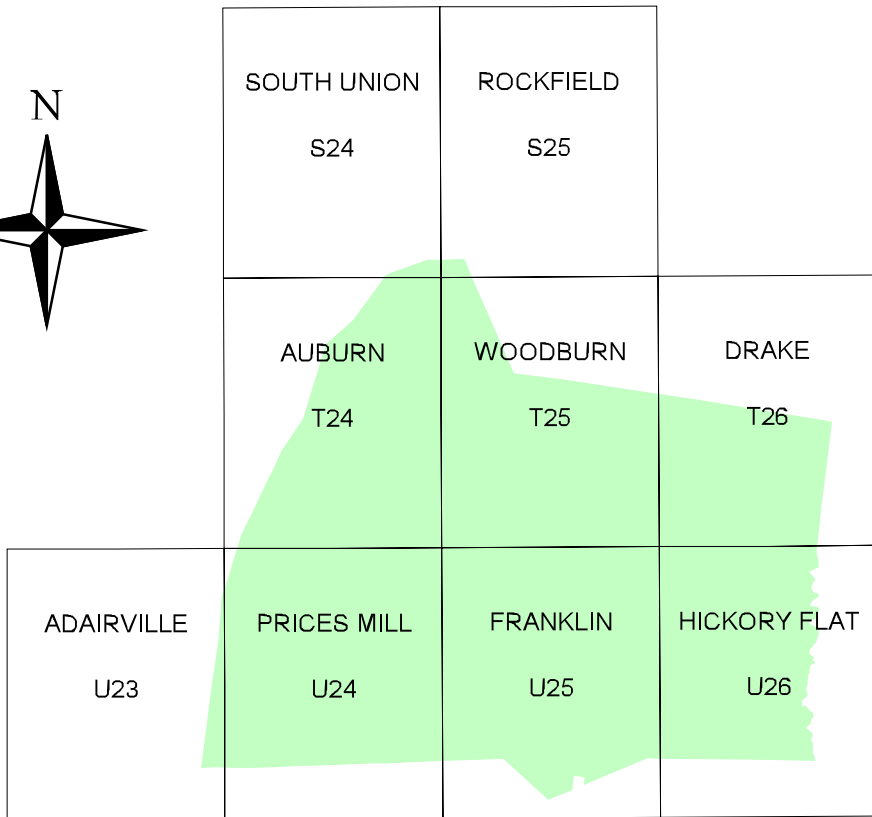 N
SOUTH UNION
S24
ROCKFIELD
S25
AUBURN
T24
WOODBURN
T25
DRAKE
T26
ADAIRVILLE
U23
PRICES MILL
U24
FRANKLIN
U25
HICKORY FLAT
U26